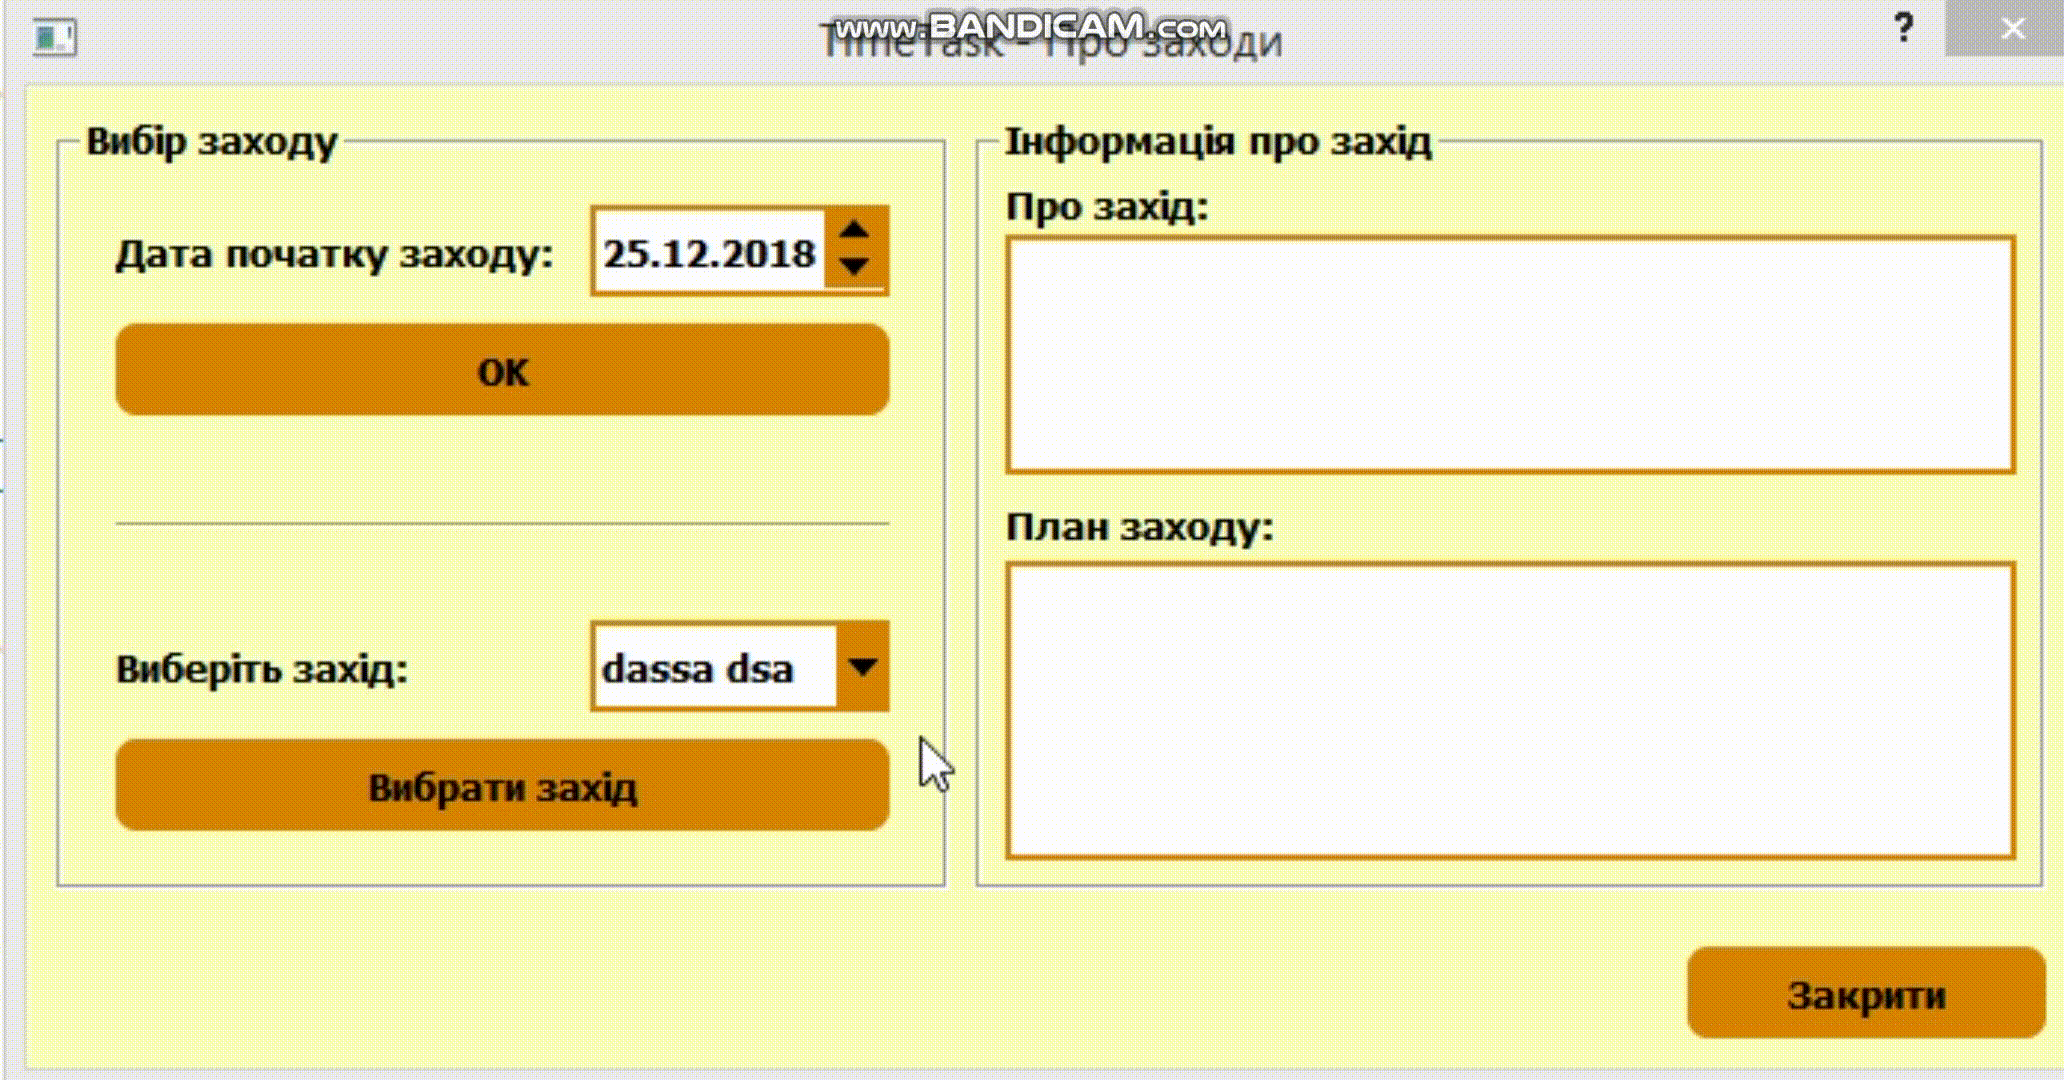 www.BANDICAM.com
TimeTask - Про заходи
?
Вибір заходу
Дата початку заходу:
25.12.2018
ОК
Виберіть захід:
dassa dsa
Вибрати захід
Інформація про захід
Про захід:
План заходу:
Закрити